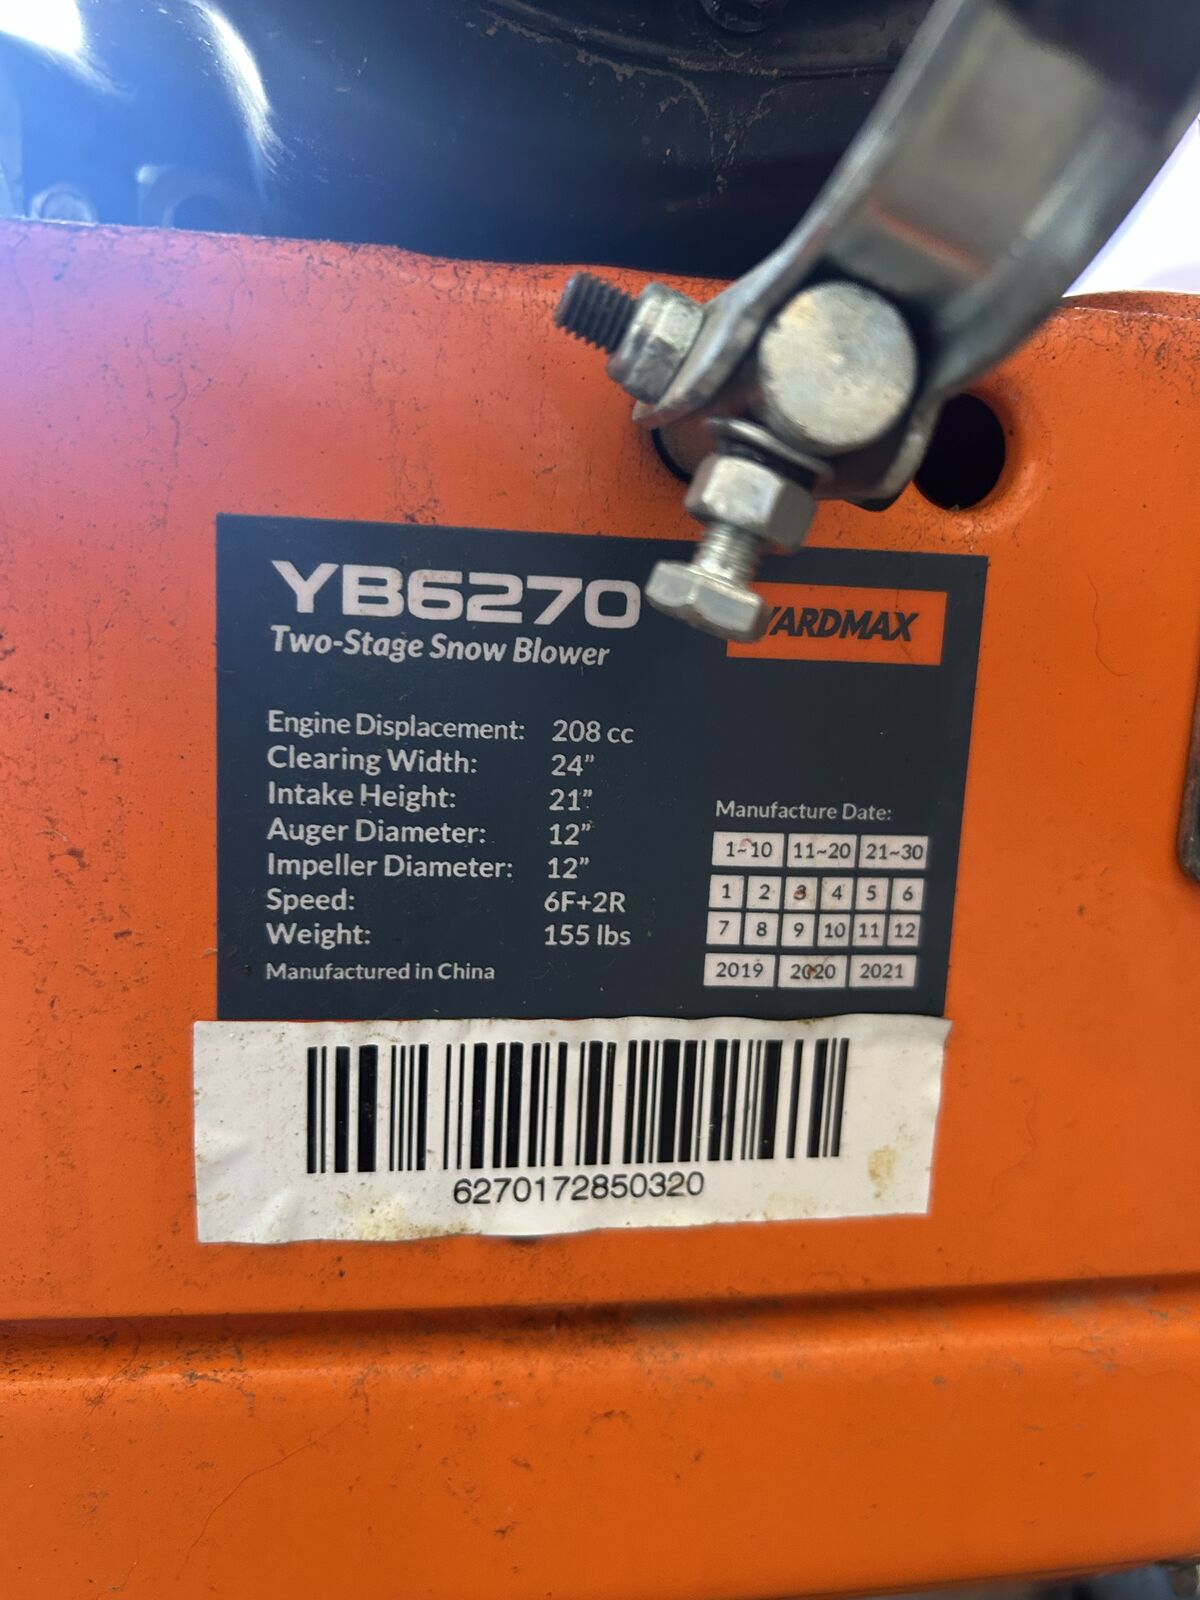 YB6270
Two-Stage Snow Blower
YARDMAX
Engine Displacement: 208 cc
Clearing Width: 24”
Intake Height: 21”
Auger Diameter: 12”
Impeller Diameter: 12”
Speed: 6F+2R
Weight: 155 lbs
Manufactured in China
Manufacture Date:
1~10 11~20 21~30
1 2 3 4 5 6
7 8 9 10 11 12
2019 2020 2021
6270172850320